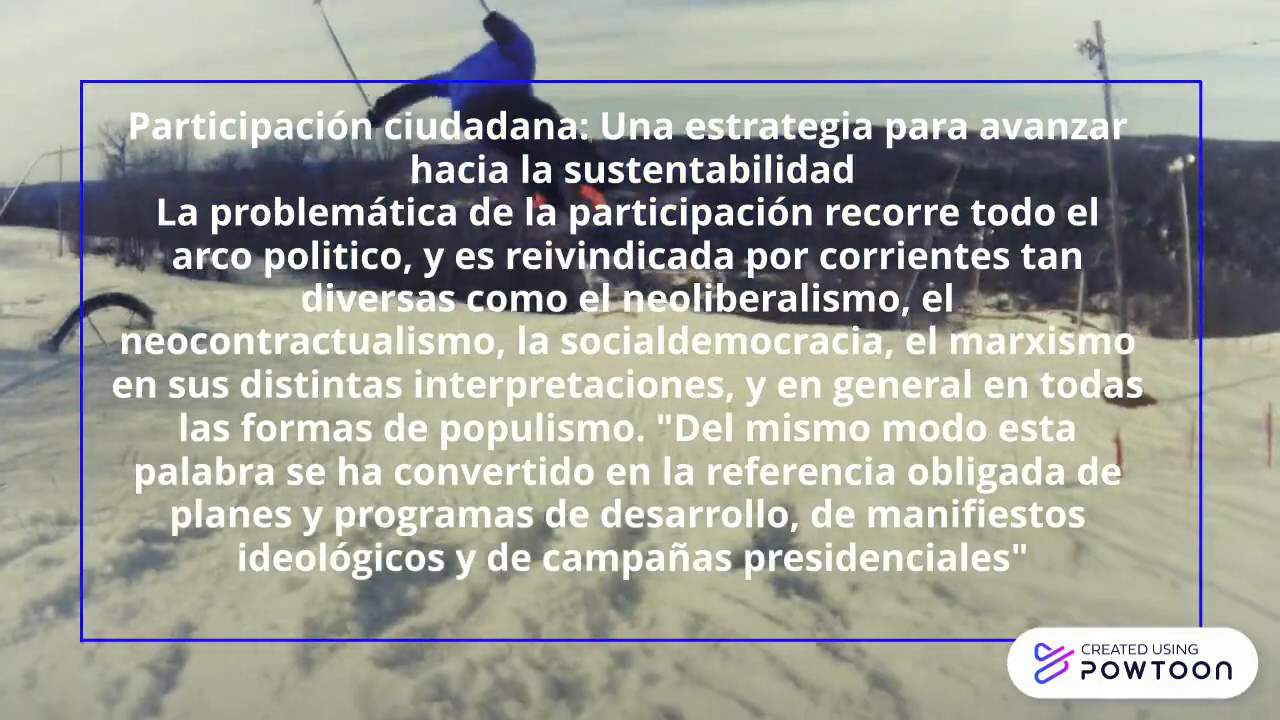 Participación ciudadana: Una estrategia para avanzar
hacia la sustentabilidad
La problemática de la participación recorre todo el
arco politico, y es reivindicada por corrientes tan
diversas como el neoliberalismo, el
neocontractualismo, la socialdemocracia, el marxismo
en sus distintas interpretaciones, y en general en todas
las formas de populismo. "Del mismo modo esta
palabra se ha convertido en la referencia obligada de
planes y programas de desarrollo, de manifiestos
ideológicos y de campañas presidenciales"
CREATED USING
POWTOON